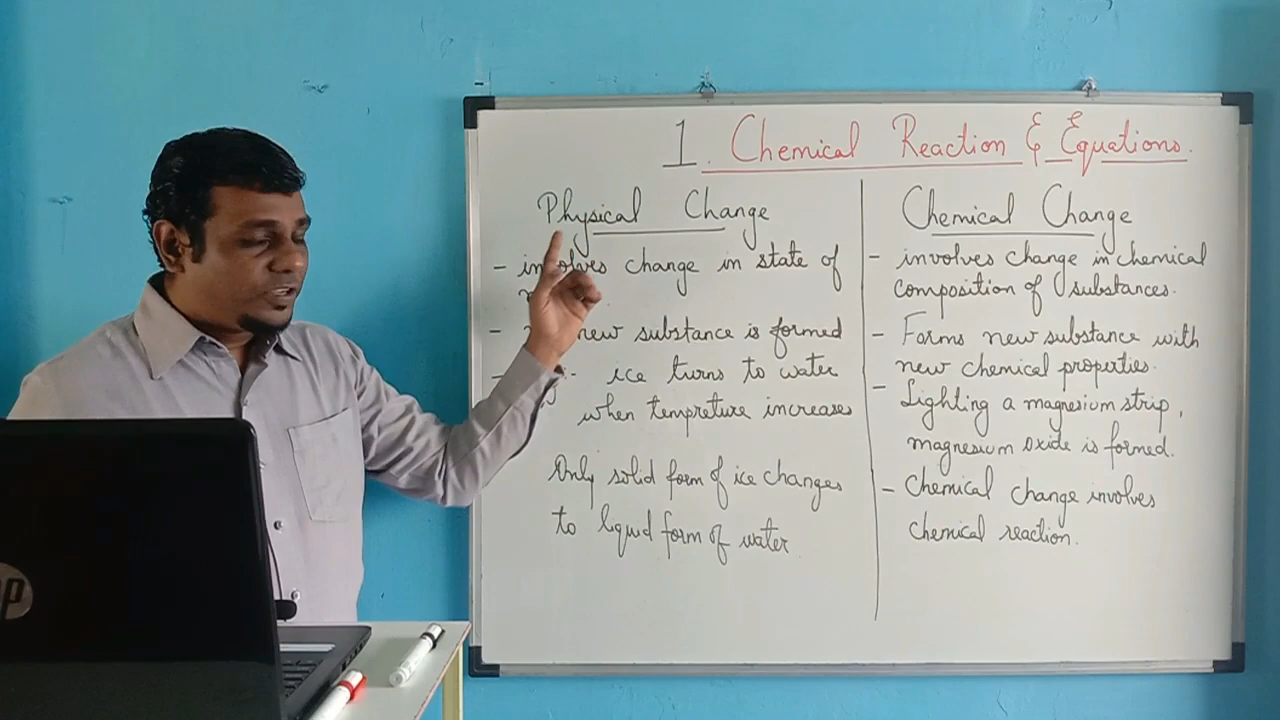 1. Chemical Reaction & Equations.
Physical Change
- involves change in state of
- new substance is formed
- ice turns to water
when tempreture increases
Only solid form of ice changes
to liquid form of water
Chemical Change
- involves change in chemical
composition of substances.
- Forms new substance with
new chemical properties.
- Lighting a magnesium strip,
magnesium oxide is formed.
- Chemical change involves
chemical reaction.
hp